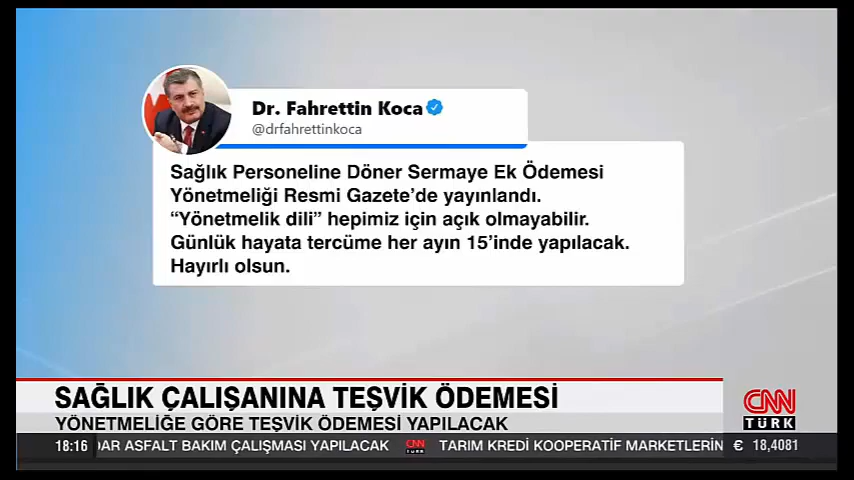 Dr. Fahrettin Koca
@drfahrettinkoca
Sağlık Personeline Döner Sermaye Ek Ödemesi
Yönetmeliği Resmi Gazete’de yayınlandı.
“Yönetmelik dili” hepimiz için açık olmayabilir.
Günlük hayata tercüme her ayın 15’inde yapılacak.
Hayırlı olsun.
SAĞLIK ÇALIŞANINA TEŞVİK ÖDEMESİ
YÖNETMELİĞE GÖRE TEŞVİK ÖDEMESİ YAPILACAK
CNN
TÜRK
18:16 DAR ASFALT BAKIM ÇALIŞMASI YAPILACAK CNN TÜRK TARIM KREDİ KOOPERATİF MARKETLERİN € 18,4081